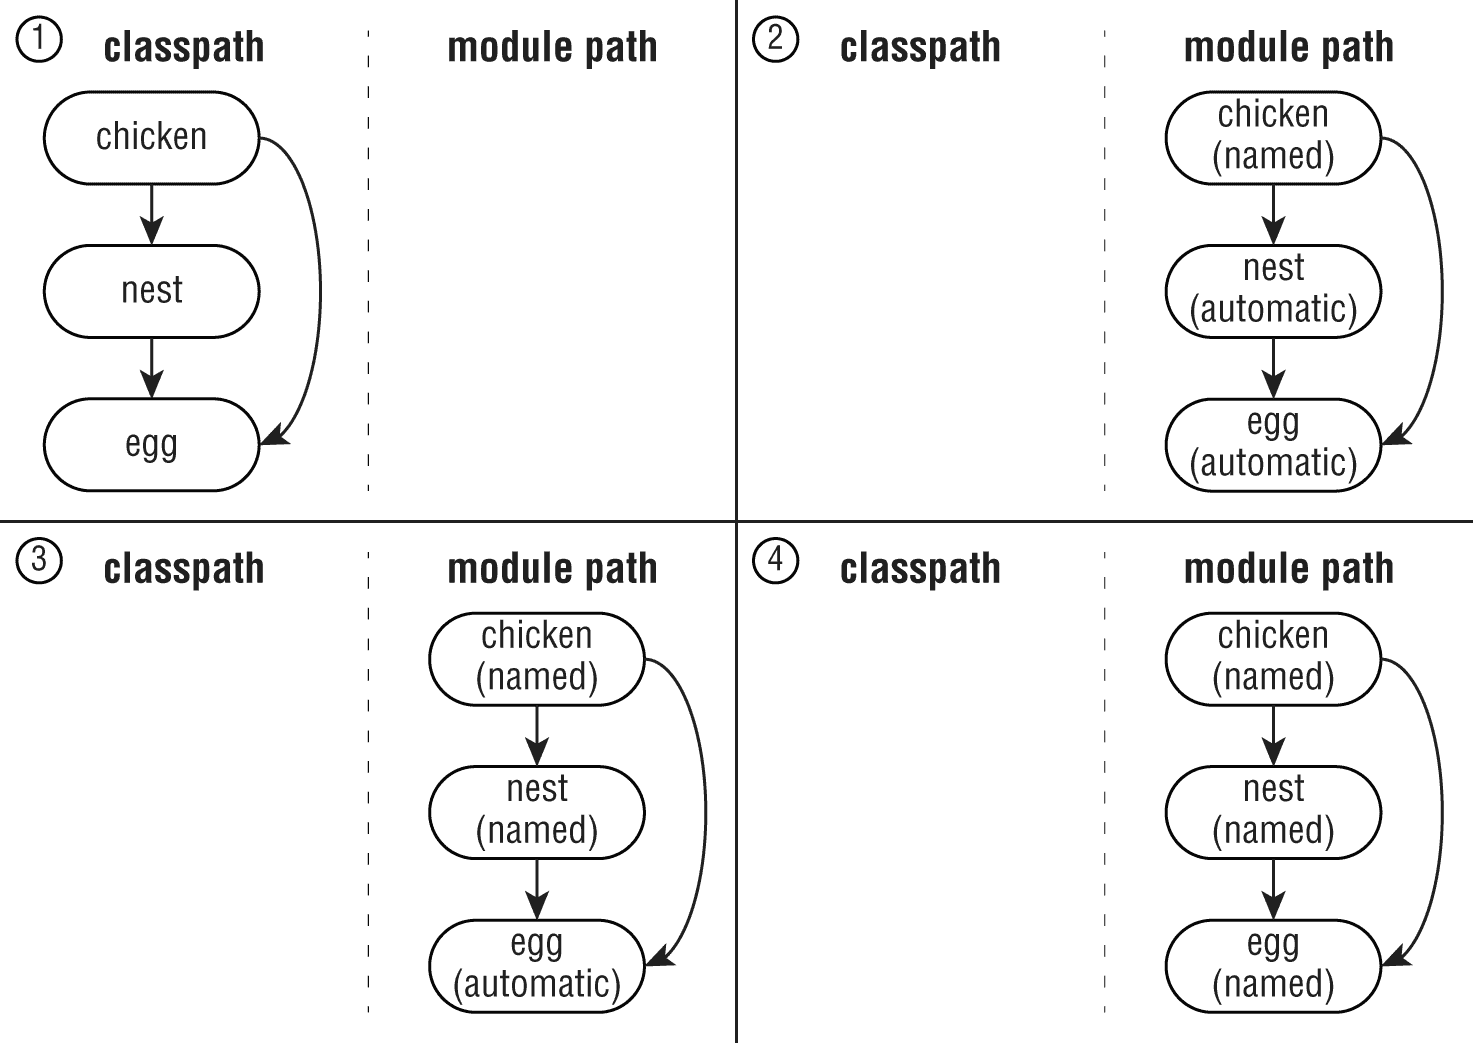 1 classpath module path
chicken
nest
egg
2 classpath module path
chicken
(named)
nest
(automatic)
egg
(automatic)
3 classpath module path
chicken
(named)
nest
(named)
egg
(automatic)
4 classpath module path
chicken
(named)
nest
(named)
egg
(named)